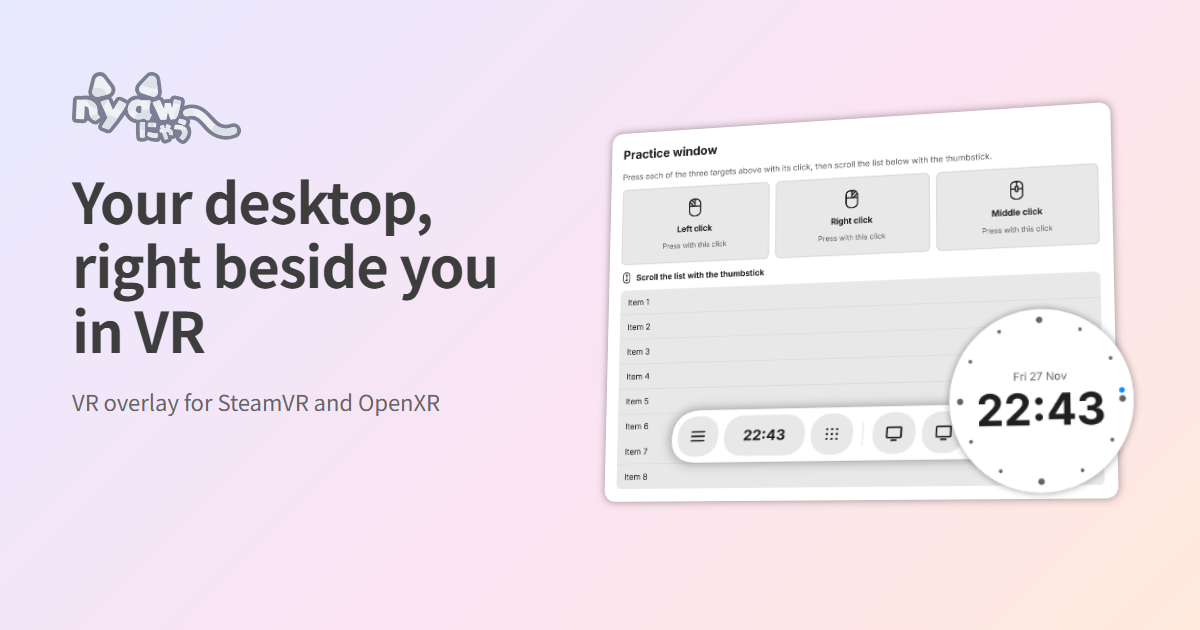 nyaw
にゃう
Your desktop,
right beside you
in VR
VR overlay for SteamVR and OpenXR
Practice window
Press each of the three targets above with its click, then scroll the list below with the thumbstick.
Left click
Press with this click
Right click
Press with this click
Middle click
Press with this click
Scroll the list with the thumbstick
Item 1
Item 2
Item 3
Item 4
Item 5
Item 6
Item 7
Item 8
22:43
Fri 27 Nov
22:43